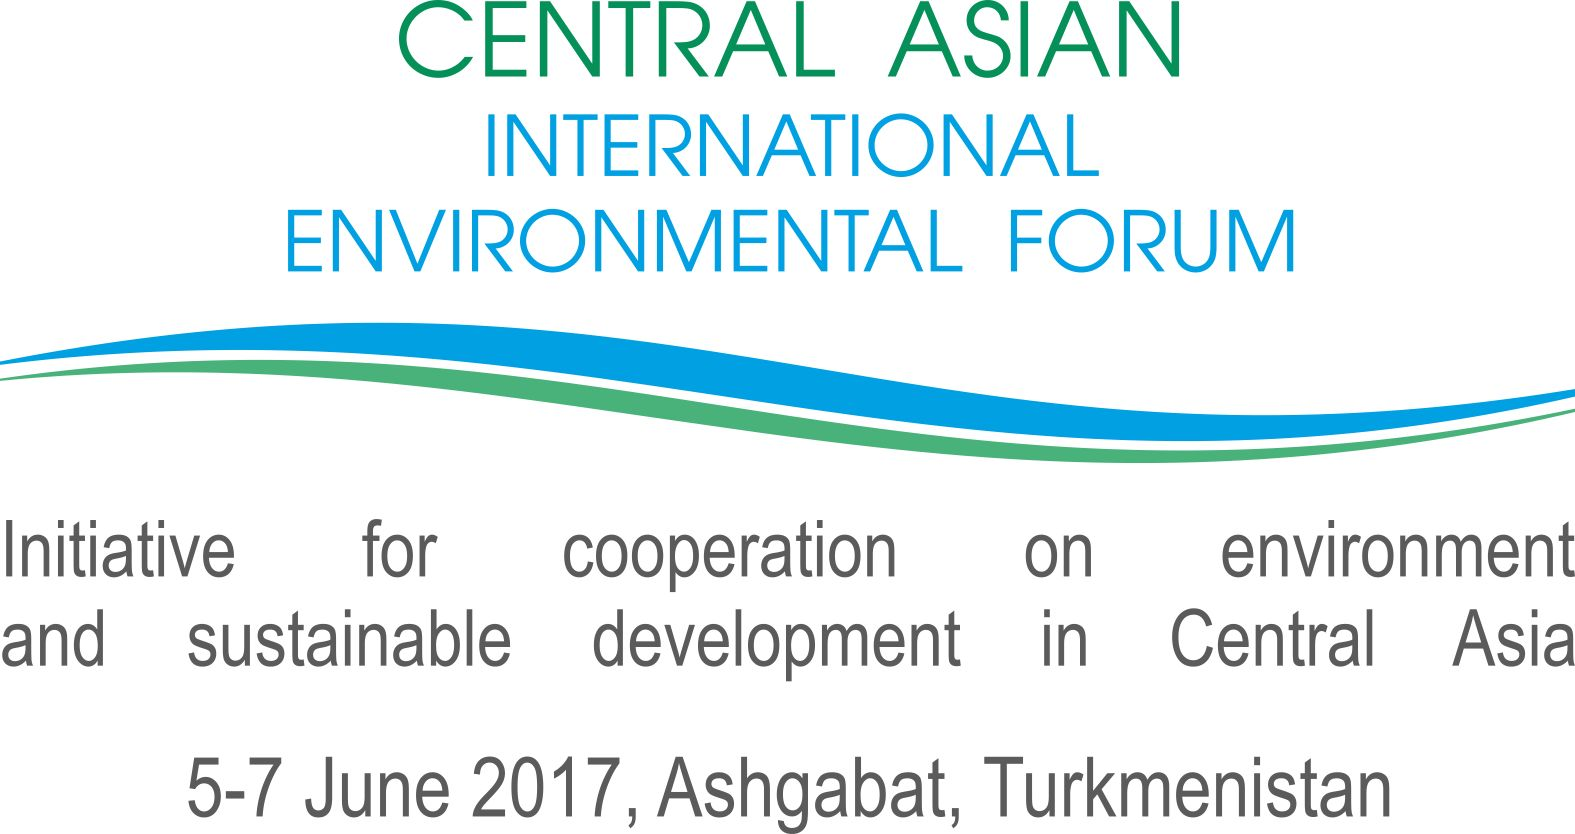 CENTRAL ASIAN
INTERNATIONAL
ENVIRONMENTAL FORUM
Initiative for cooperation on environment
and sustainable development in Central Asia
5-7 June 2017, Ashgabat, Turkmenistan